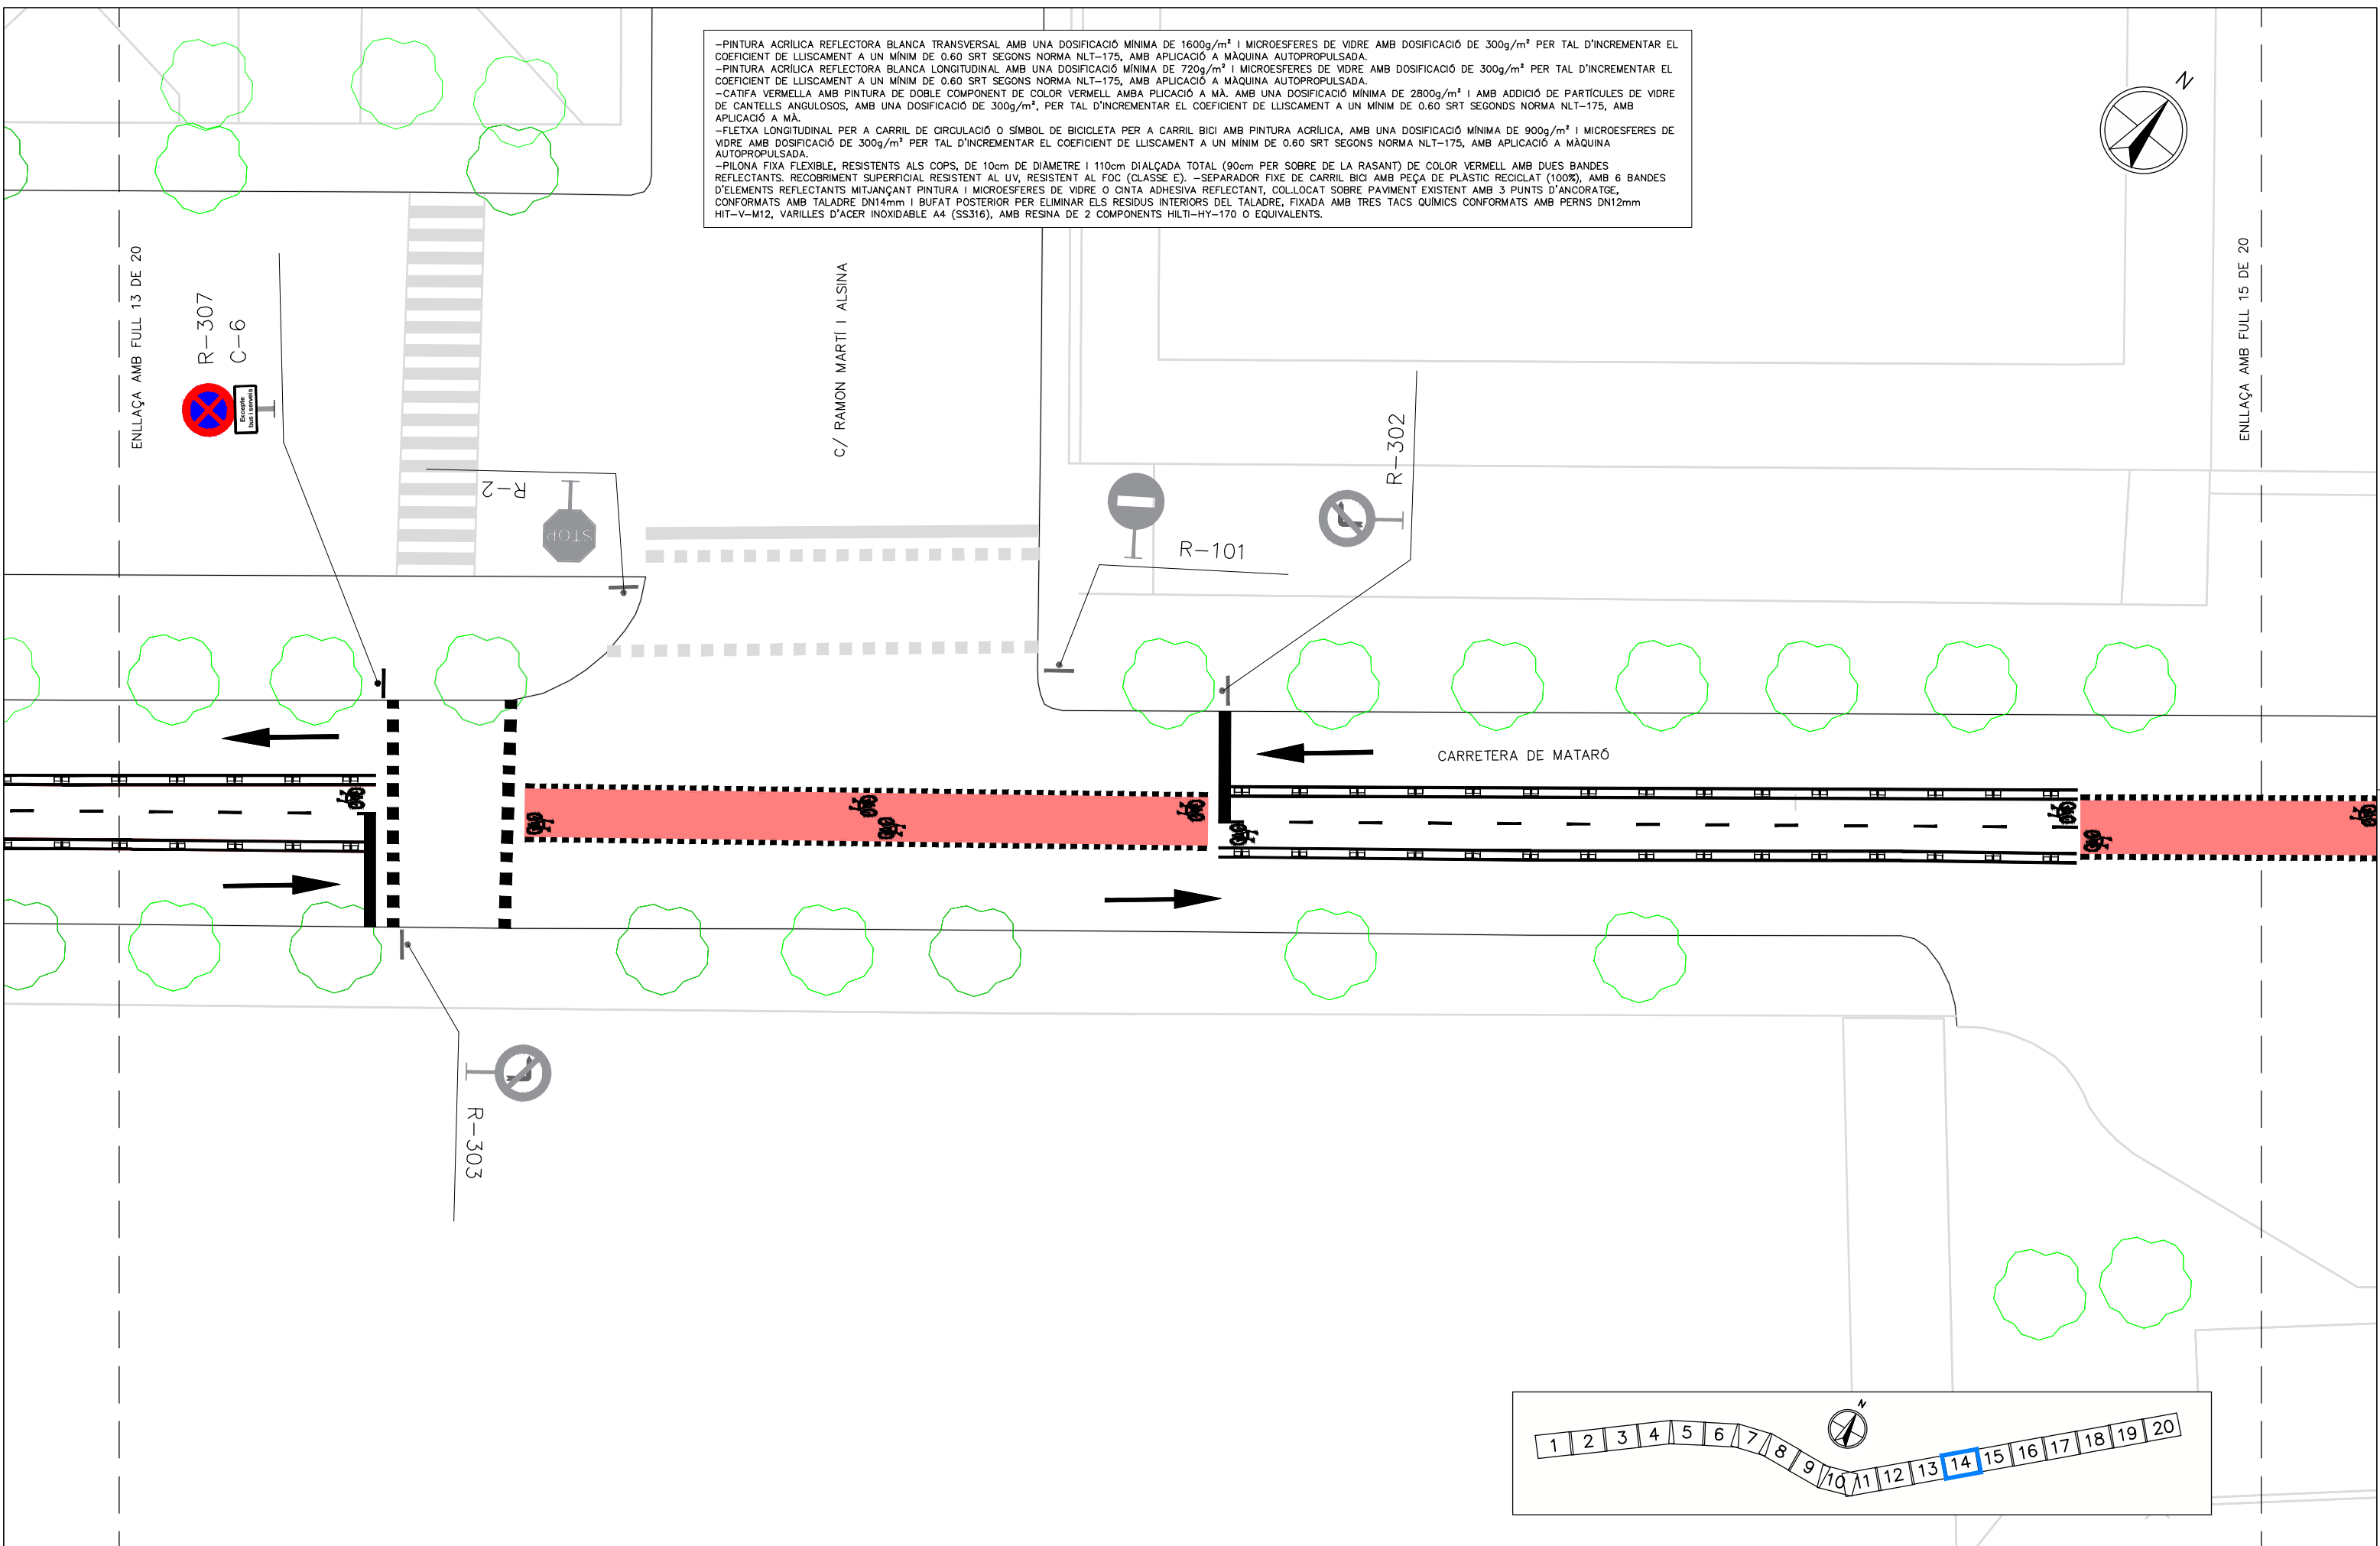 -PINTURA ACRÍLICA REFLECTORA BLANCA TRANSVERSAL AMB UNA DOSIFICACIÓ MÍNIMA DE 1600g/m² I MICROESFERES DE VIDRE AMB DOSIFICACIÓ DE 300g/m² PER TAL D'INCREMENTAR EL
COEFICIENT DE LLISCAMENT A UN MÍNIM DE 0.60 SRT SEGONS NORMA NLT-175, AMB APLICACIÓ A MÀQUINA AUTOPROPULSADA.
-PINTURA ACRÍLICA REFLECTORA BLANCA LONGITUDINAL AMB UNA DOSIFICACIÓ MÍNIMA DE 720g/m² I MICROESFERES DE VIDRE AMB DOSIFICACIÓ DE 300g/m² PER TAL D'INCREMENTAR EL
COEFICIENT DE LLISCAMENT A UN MÍNIM DE 0.60 SRT SEGONS NORMA NLT-175, AMB APLICACIÓ A MÀQUINA AUTOPROPULSADA.
-CATIFA VERMELLA AMB PINTURA DE DOBLE COMPONENT DE COLOR VERMELL AMBA PLICACIÓ A MÀ. AMB UNA DOSIFICACIÓ MÍNIMA DE 2800g/m² I AMB ADDICIÓ DE PARTÍCULES DE VIDRE
DE CANTELLS ANGULOSOS, AMB UNA DOSIFICACIÓ DE 300g/m², PER TAL D'INCREMENTAR EL COEFICIENT DE LLISCAMENT A UN MÍNIM DE 0.60 SRT SEGONDS NORMA NLT-175, AMB
APLICACIÓ A MÀ.
-FLETXA LONGITUDINAL PER A CARRIL DE CIRCULACIÓ O SÍMBOL DE BICICLETA PER A CARRIL BICI AMB PINTURA ACRÍLICA, AMB UNA DOSIFICACIÓ MÍNIMA DE 900g/m² I MICROESFERES DE
VIDRE AMB DOSIFICACIÓ DE 300g/m² PER TAL D'INCREMENTAR EL COEFICIENT DE LLISCAMENT A UN MÍNIM DE 0.60 SRT SEGONS NORMA NLT-175, AMB APLICACIÓ A MÀQUINA
AUTOPROPULSADA.
-PILONA FIXA FLEXIBLE, RESISTENTS ALS COPS, DE 10cm DE DIÀMETRE I 110cm D1ALÇADA TOTAL (90cm PER SOBRE DE LA RASANT) DE COLOR VERMELL AMB DUES BANDES
REFLECTANTS. RECOBRIMENT SUPERFICIAL RESISTENT AL UV, RESISTENT AL FOC (CLASSE E). -SEPARADOR FIXE DE CARRIL BICI AMB PEÇA DE PLÀSTIC RECICLAT (100%), AMB 6 BANDES
D'ELEMENTS REFLECTANTS MITJANÇANT PINTURA I MICROESFERES DE VIDRE O CINTA ADHESIVA REFLECTANT, COL.LOCAT SOBRE PAVIMENT EXISTENT AMB 3 PUNTS D'ANCORATGE,
CONFORMATS AMB TALADRE DN14mm I BUFAT POSTERIOR PER ELIMINAR ELS RESIDUS INTERIORS DEL TALADRE, FIXADA AMB TRES TACS QUÍMICS CONFORMATS AMB PERNS DN12mm
HIT-V-M12, VARILLES D'ACER INOXIDABLE A4 (SS316), AMB RESINA DE 2 COMPONENTS HILTI-HY-170 O EQUIVALENTS.
N
ENLLAÇA AMB FULL 13 DE 20
R-307
C-6
Excepte
bus i serveis
C/ RAMON MARTÍ I ALSINA
ENLLAÇA AMB FULL 15 DE 20
R-2
STOP
R-101
R-302
CARRETERA DE MATARÓ
R-303
N
1 2 3 4 5 6 7 8 9 10 11 12 13 14 15 16 17 18 19 20